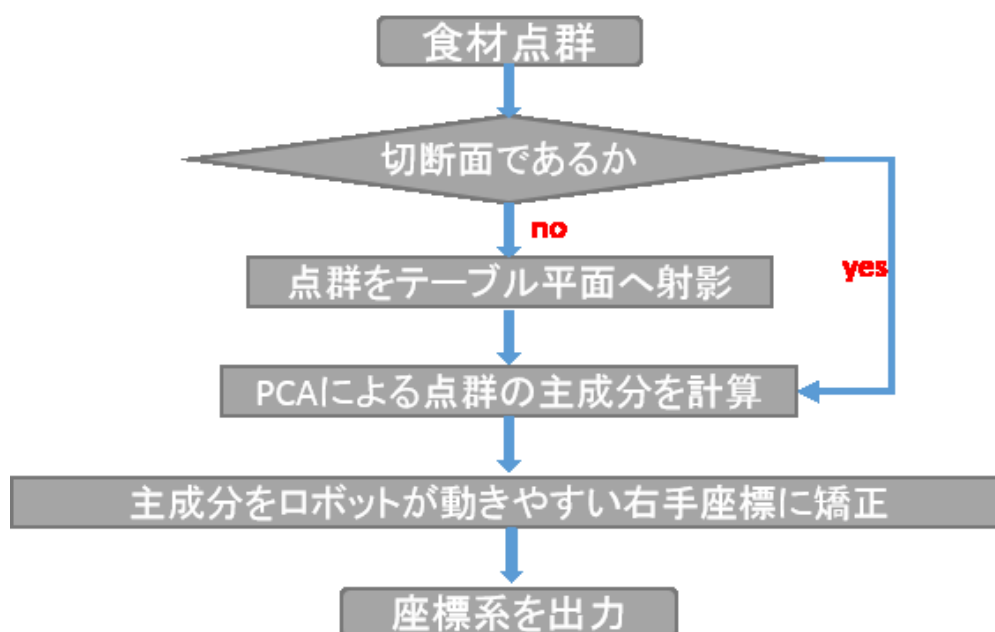 食材点群
切断面であるか
no
yes
点群をテーブル平面へ射影
PCAによる点群の主成分を計算
主成分をロボットが動きやすい右手座標に矯正
座標系を出力